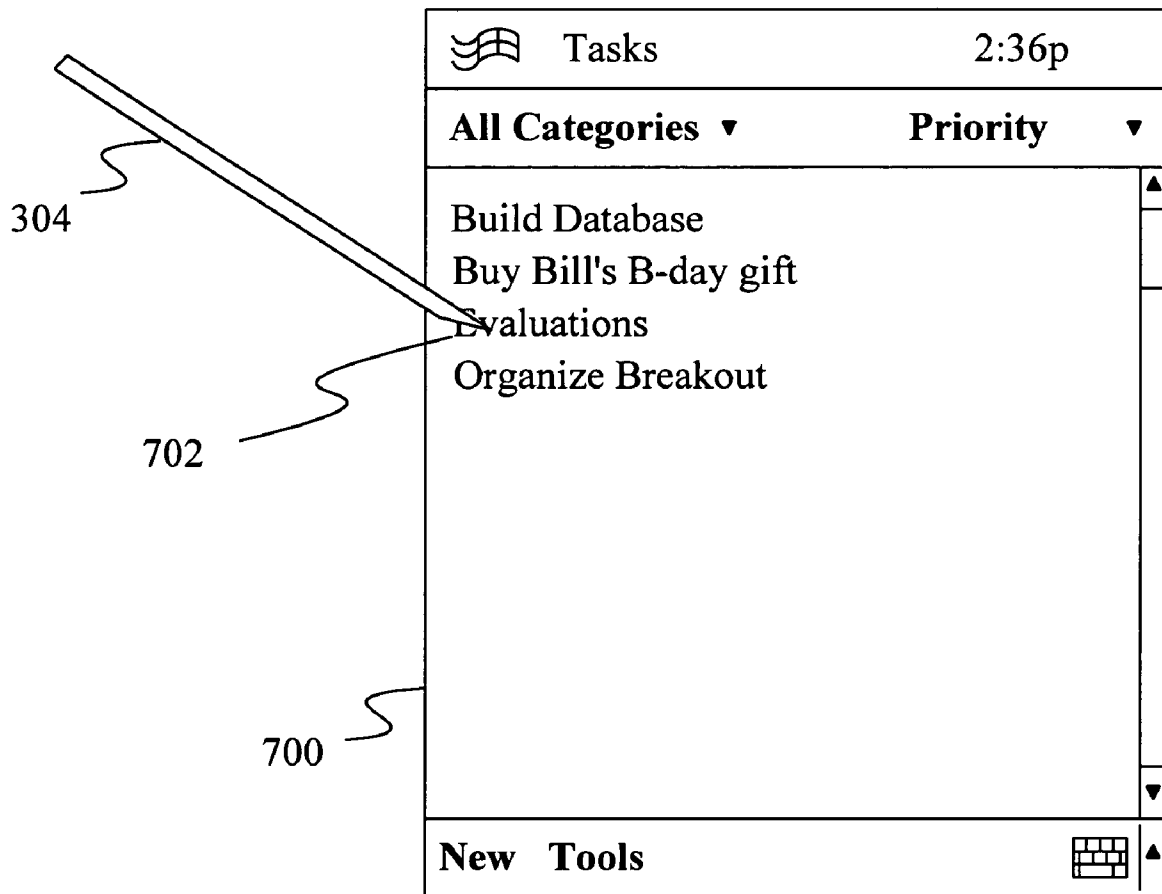 Tasks 2:36p
All Categories ▼ Priority ▼
304
Build Database
Buy Bill's B-day gift
Evaluations
Organize Breakout
702
700
New Tools